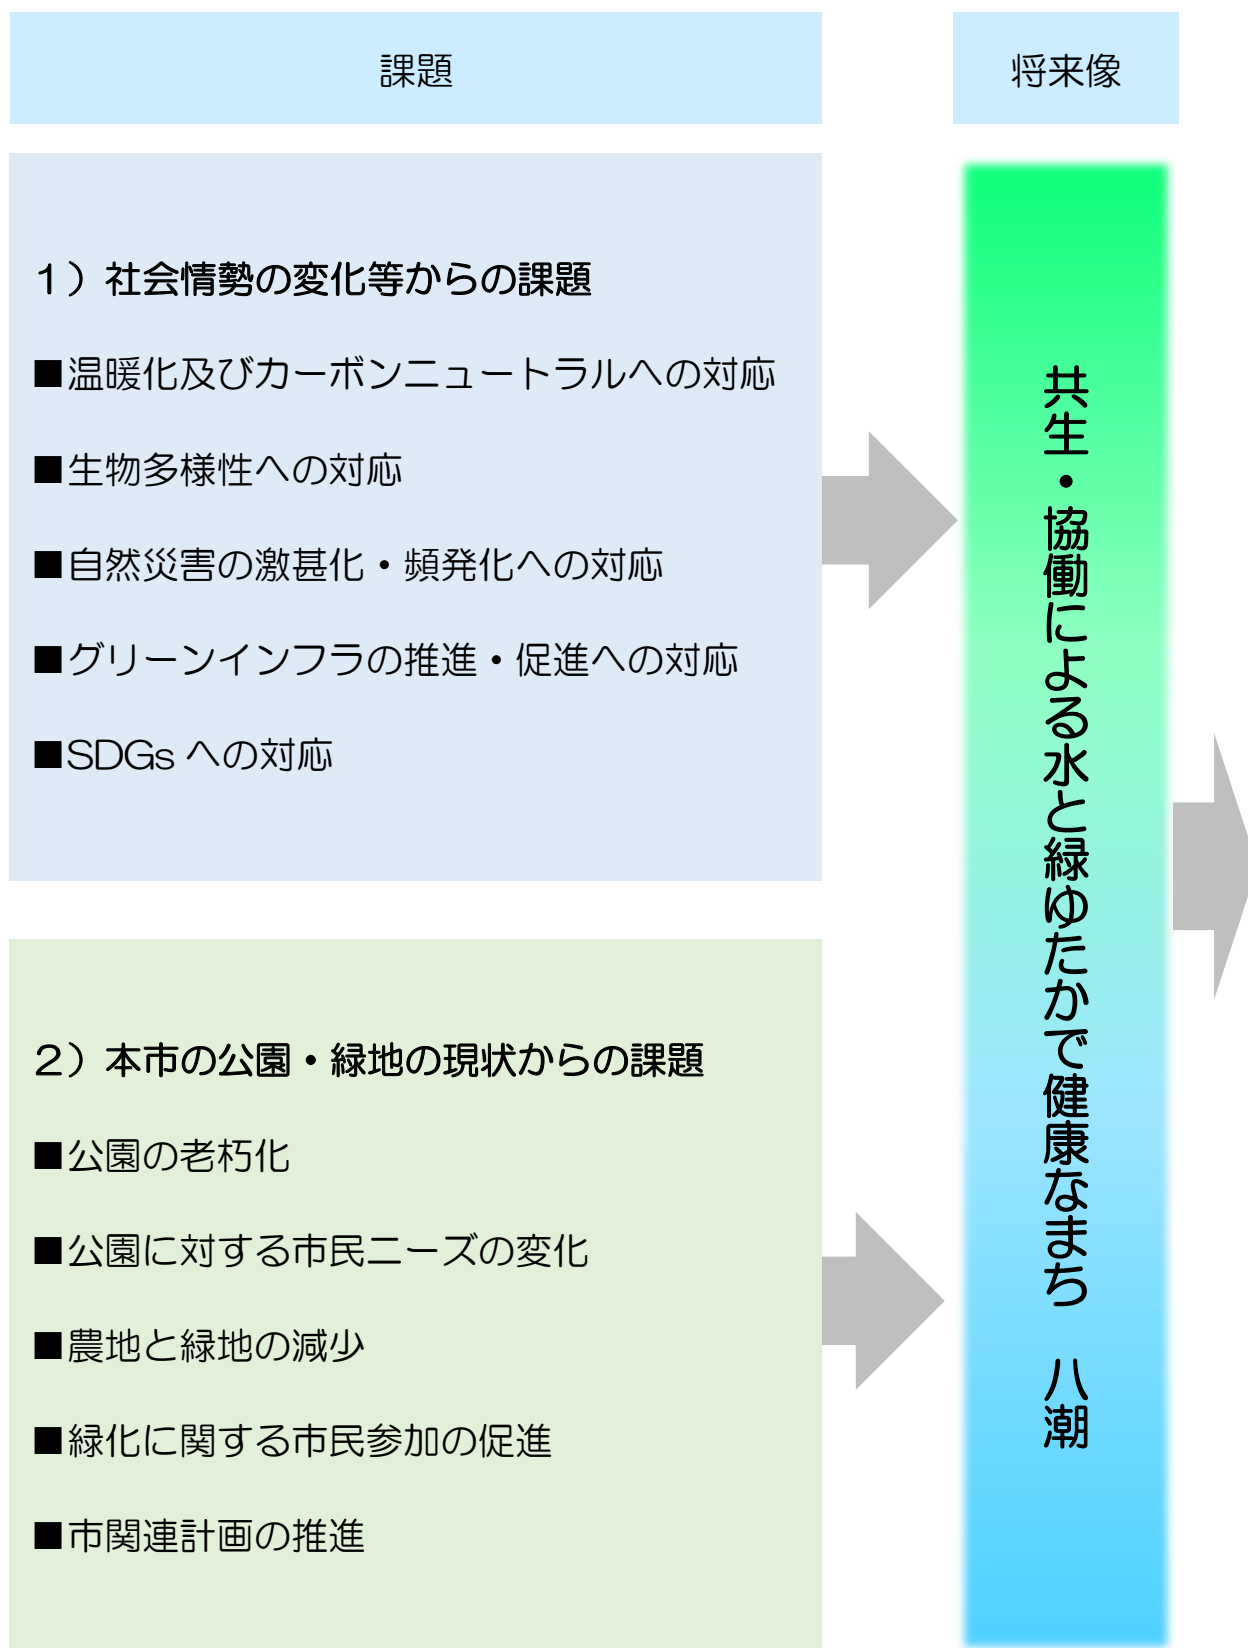 課題
将来像
１）社会情勢の変化等からの課題
■温暖化及びカーボンニュートラルへの対応
■生物多様性への対応
■自然災害の激甚化・頻発化への対応
■グリーンインフラの推進・促進への対応
■SDGs への対応
２）本市の公園・緑地の現状からの課題
■公園の老朽化
■公園に対する市民ニーズの変化
■農地と緑地の減少
■緑化に関する市民参加の促進
■市関連計画の推進
共生・協働による水と緑ゆたかで健康なまち　八潮